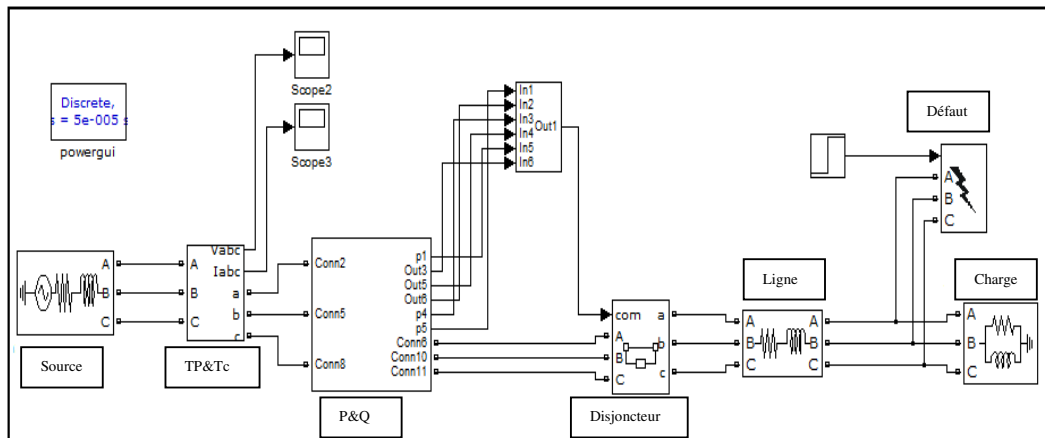 Discrete,
s = 5e-005 s
powergui
Scope2
Scope3
In1
In2
In3
In4
In5
In6
Out1
Défaut
A
B
C
Source
A
B
C
TP&Tc
A
B
C
Vabc
Iabc
a
b
c
P&Q
Conn2
Conn5
Conn8
p1
Out3
Out5
Out6
p4
p5
Conn6
Conn10
Conn11
Disjoncteur
com
A
B
C
a
b
c
Ligne
A
B
C
A
B
C
Charge
A
B
C